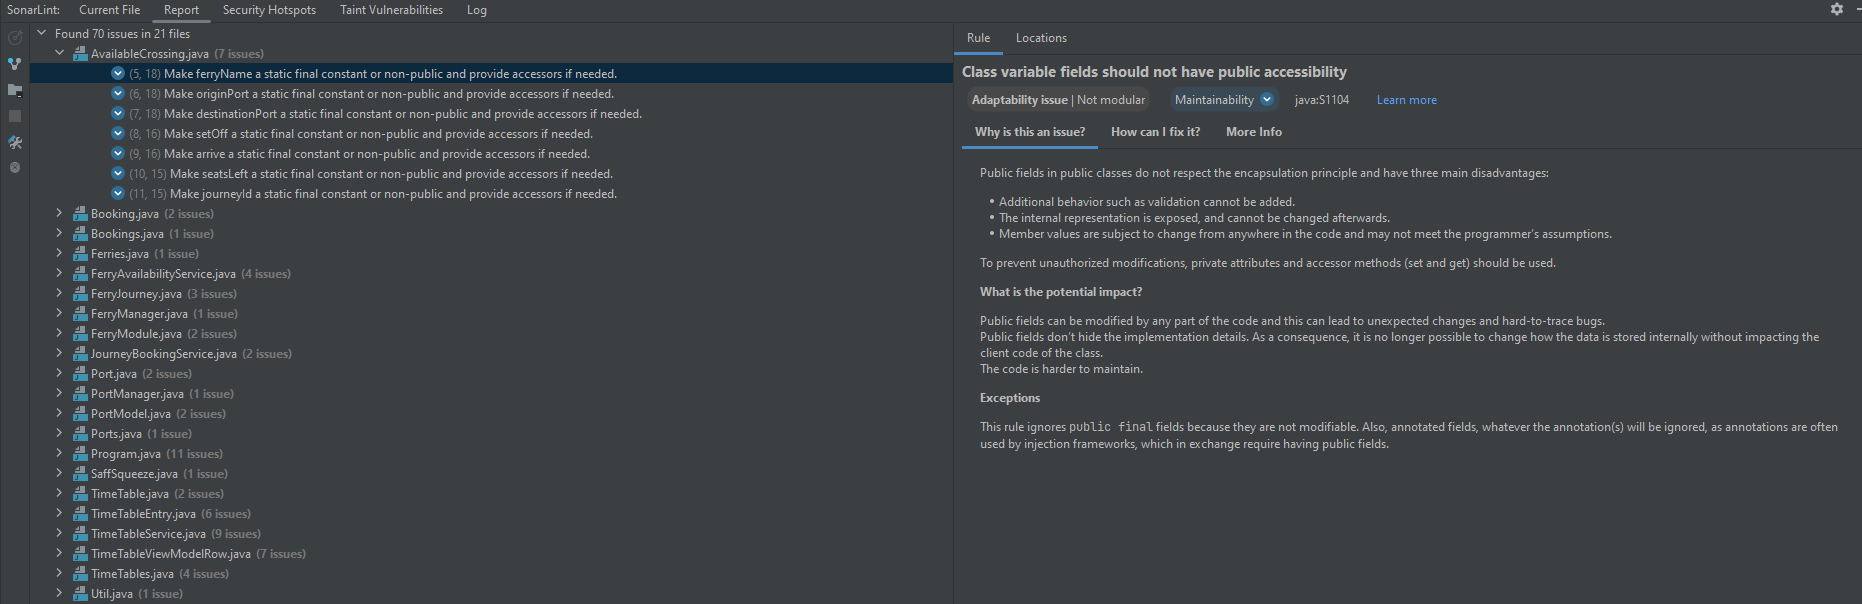 SonarLint: Current File Report Security Hotspots Taint Vulnerabilities Log
Found 70 issues in 21 files
AvailableCrossing.java (7 issues)
(5, 18) Make ferryName a static final constant or non-public and provide accessors if needed.
(6, 18) Make originPort a static final constant or non-public and provide accessors if needed.
(7, 18) Make destinationPort a static final constant or non-public and provide accessors if needed.
(8, 16) Make setOff a static final constant or non-public and provide accessors if needed.
(9, 16) Make arrive a static final constant or non-public and provide accessors if needed.
(10, 15) Make seatsLeft a static final constant or non-public and provide accessors if needed.
(11, 15) Make journeyId a static final constant or non-public and provide accessors if needed.
Booking.java (2 issues)
Bookings.java (1 issue)
Ferries.java (1 issue)
FerryAvailabilityService.java (4 issues)
FerryJourney.java (3 issues)
FerryManager.java (1 issue)
FerryModule.java (2 issues)
JourneyBookingService.java (2 issues)
Port.java (2 issues)
PortManager.java (1 issue)
PortModel.java (2 issues)
Ports.java (1 issue)
Program.java (11 issues)
SaffSqueeze.java (1 issue)
TimeTable.java (2 issues)
TimeTableEntry.java (6 issues)
TimeTableService.java (9 issues)
TimeTableViewModelRow.java (7 issues)
TimeTables.java (4 issues)
Util.java (1 issue)
Rule Locations
Class variable fields should not have public accessibility
Adaptability issue | Not modular Maintainability java:S1104 Learn more
Why is this an issue? How can I fix it? More Info
Public fields in public classes do not respect the encapsulation principle and have three main disadvantages:
• Additional behavior such as validation cannot be added.
• The internal representation is exposed, and cannot be changed afterwards.
• Member values are subject to change from anywhere in the code and may not meet the programmer's assumptions.
To prevent unauthorized modifications, private attributes and accessor methods (set and get) should be used.
What is the potential impact?
Public fields can be modified by any part of the code and this can lead to unexpected changes and hard-to-trace bugs.
Public fields don't hide the implementation details. As a consequence, it is no longer possible to change how the data is stored internally without impacting the
client code of the class.
The code is harder to maintain.
Exceptions
This rule ignores public final fields because they are not modifiable. Also, annotated fields, whatever the annotation(s) will be ignored, as annotations are often
used by injection frameworks, which in exchange require having public fields.